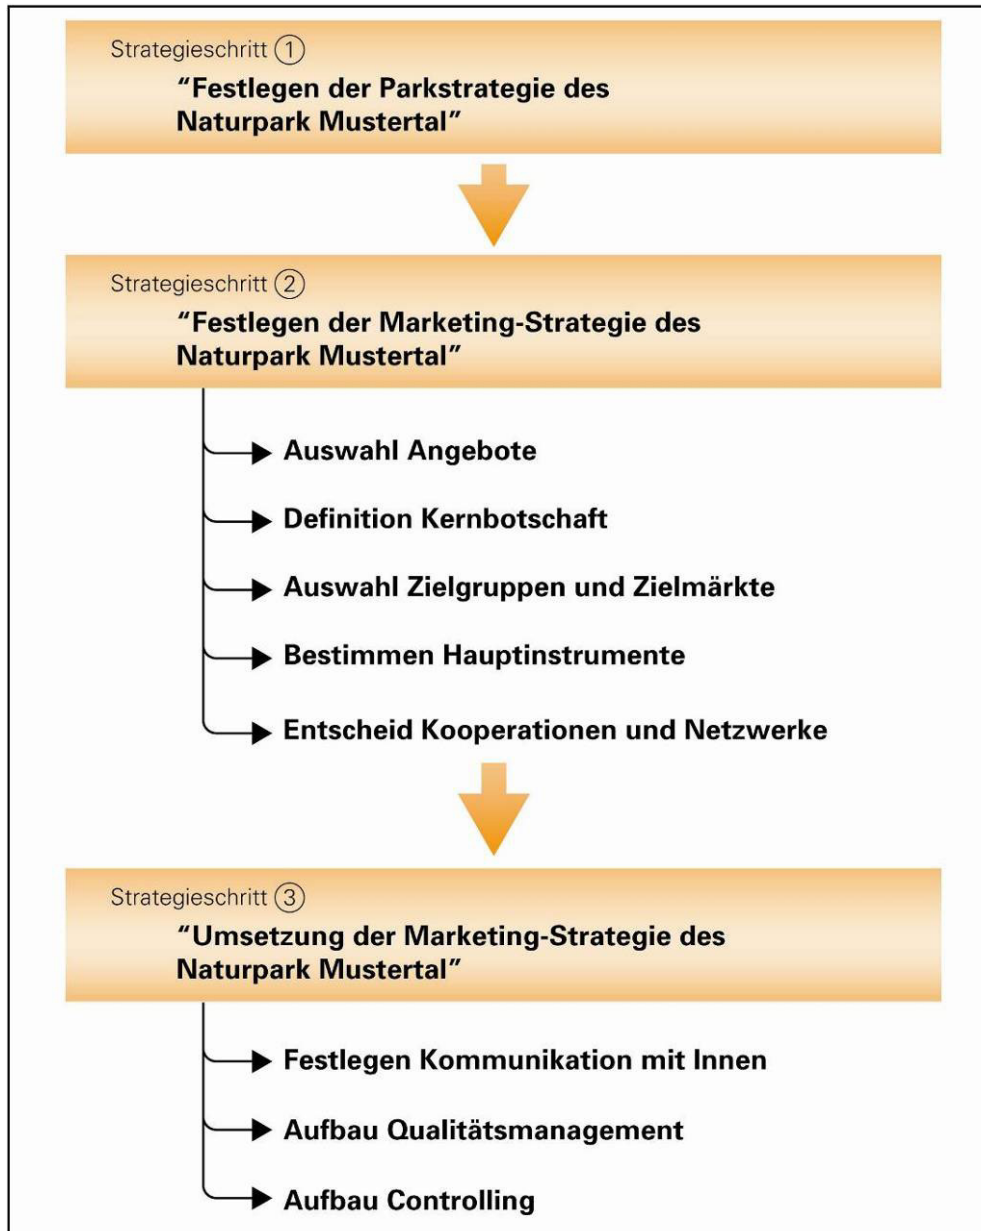 Strategieschritt ①
“Festlegen der Parkstrategie des
Naturpark Mustertal”
Strategieschritt ②
“Festlegen der Marketing-Strategie des
Naturpark Mustertal”
Auswahl Angebote
Definition Kernbotschaft
Auswahl Zielgruppen und Zielmärkte
Bestimmen Hauptinstrumente
Entscheid Kooperationen und Netzwerke
Strategieschritt ③
“Umsetzung der Marketing-Strategie des
Naturpark Mustertal”
Festlegen Kommunikation mit Innen
Aufbau Qualitätsmanagement
Aufbau Controlling